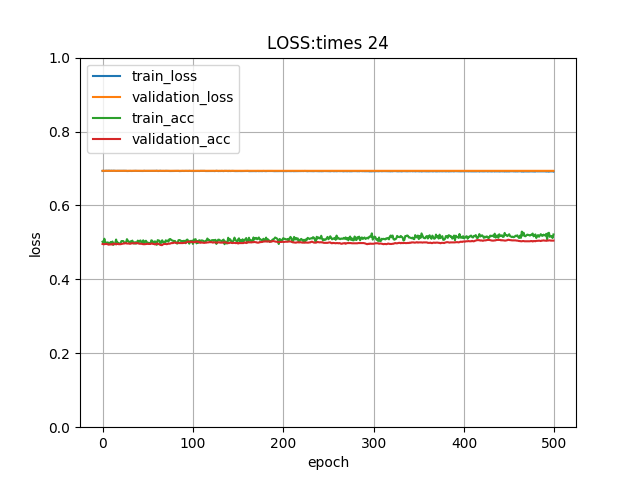 LOSS:times 24
1.0
0.8
0.6
0.4
0.2
0.0
loss
train_loss
validation_loss
train_acc
validation_acc
0 100 200 300 400 500
epoch